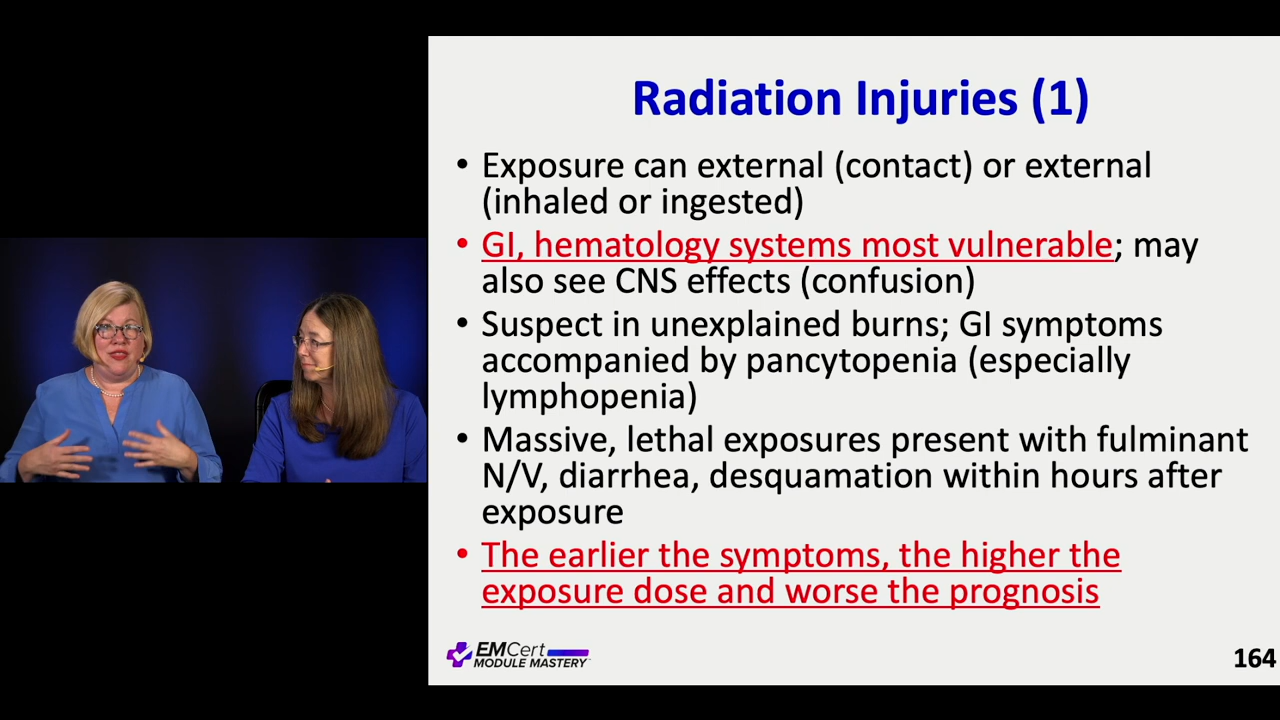 Radiation Injuries (1)
• Exposure can external (contact) or external
(inhaled or ingested)
• GI, hematology systems most vulnerable; may
also see CNS effects (confusion)
• Suspect in unexplained burns; GI symptoms
accompanied by pancytopenia (especially
lymphopenia)
• Massive, lethal exposures present with fulminant
N/V, diarrhea, desquamation within hours after
exposure
• The earlier the symptoms, the higher the
exposure dose and worse the prognosis
EMCert
MODULE MASTERY
164